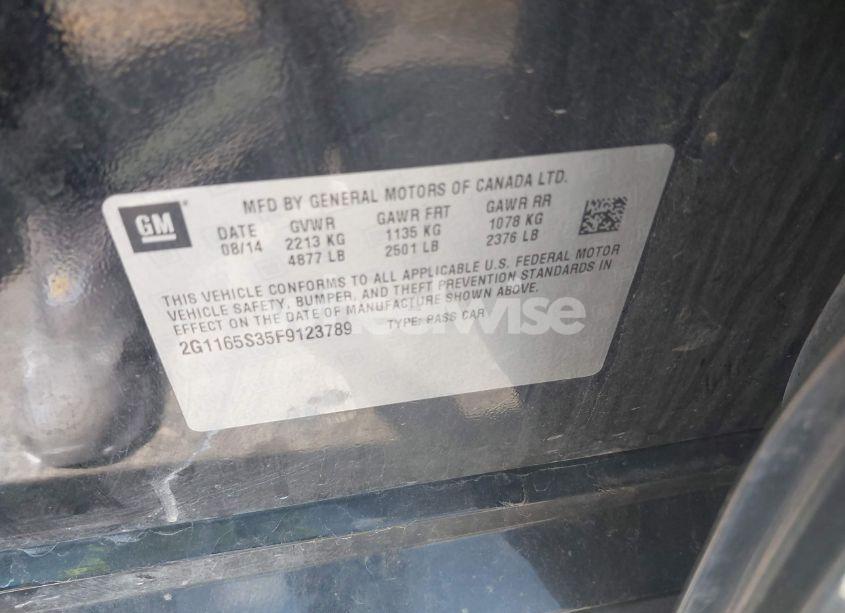 GM
MFD BY GENERAL MOTORS OF CANADA LTD.
DATE GVWR GAWR FRT GAWR RR
08/14 2213 KG 1135 KG 1078 KG
4877 LB 2501 LB 2376 LB
THIS VEHICLE CONFORMS TO ALL APPLICABLE U.S. FEDERAL MOTOR
VEHICLE SAFETY, BUMPER, AND THEFT PREVENTION STANDARDS IN
EFFECT ON THE DATE OF MANUFACTURE SHOWN ABOVE.
2G1165S35F9123789 TYPE: PASS CAR